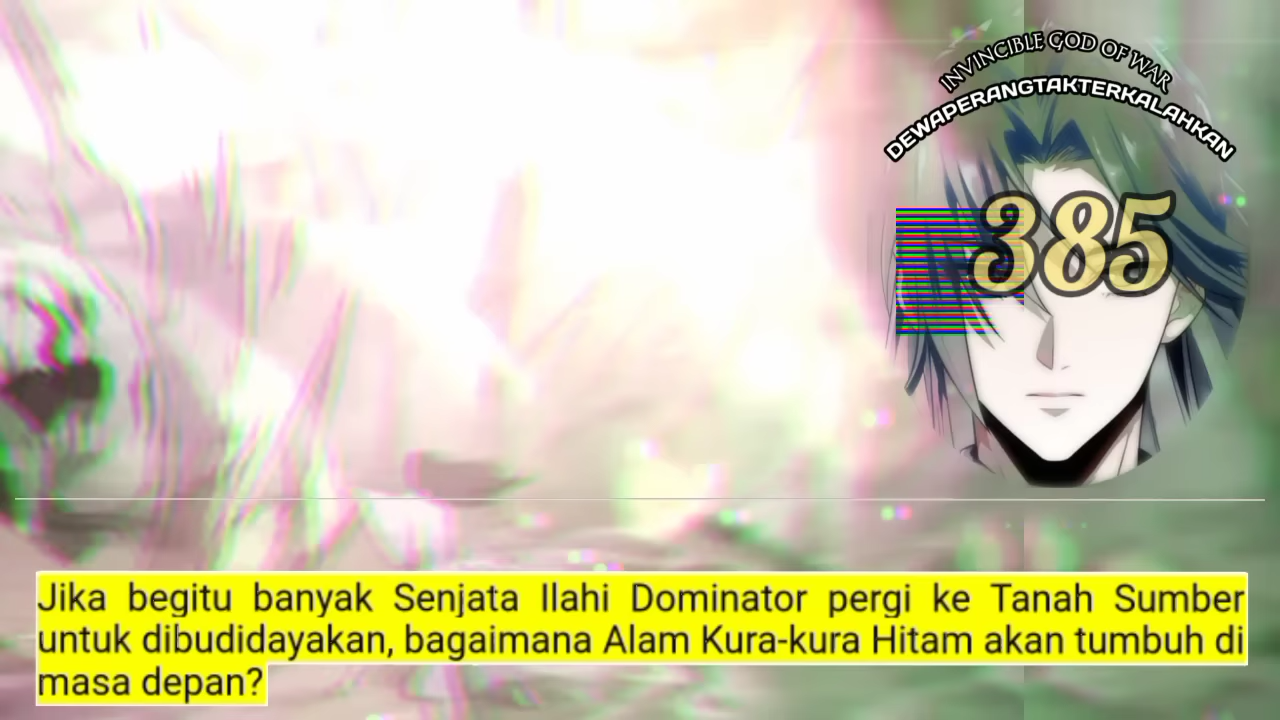 INVINCIBLE GOD OF WAR
DEWAPERANGTAKTERKALAHKAN
385
Jika begitu banyak Senjata Ilahi Dominator pergi ke Tanah Sumber
untuk dibudidayakan, bagaimana Alam Kura-kura Hitam akan tumbuh di
masa depan?